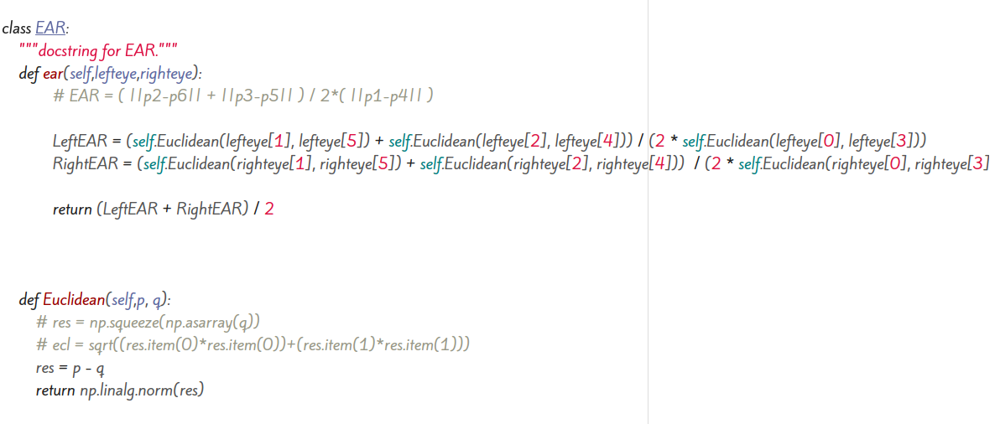 class EAR:
"""docstring for EAR."""
def ear(self,lefteye,righteye):
# EAR = ( ||p2-p6|| + ||p3-p5|| ) / 2*( ||p1-p4|| )
LeftEAR = (self.Euclidean(lefteye[1], lefteye[5]) + self.Euclidean(lefteye[2], lefteye[4])) / (2 * self.Euclidean(lefteye[0], lefteye[3]))
RightEAR = (self.Euclidean(righteye[1], righteye[5]) + self.Euclidean(righteye[2], righteye[4])) / (2 * self.Euclidean(righteye[0], righteye[3]
return (LeftEAR + RightEAR) / 2
def Euclidean(self,p, q):
# res = np.squeeze(np.asarray(q))
# ecl = sqrt((res.item(0)*res.item(0))+(res.item(1)*res.item(1)))
res = p - q
return np.linalg.norm(res)